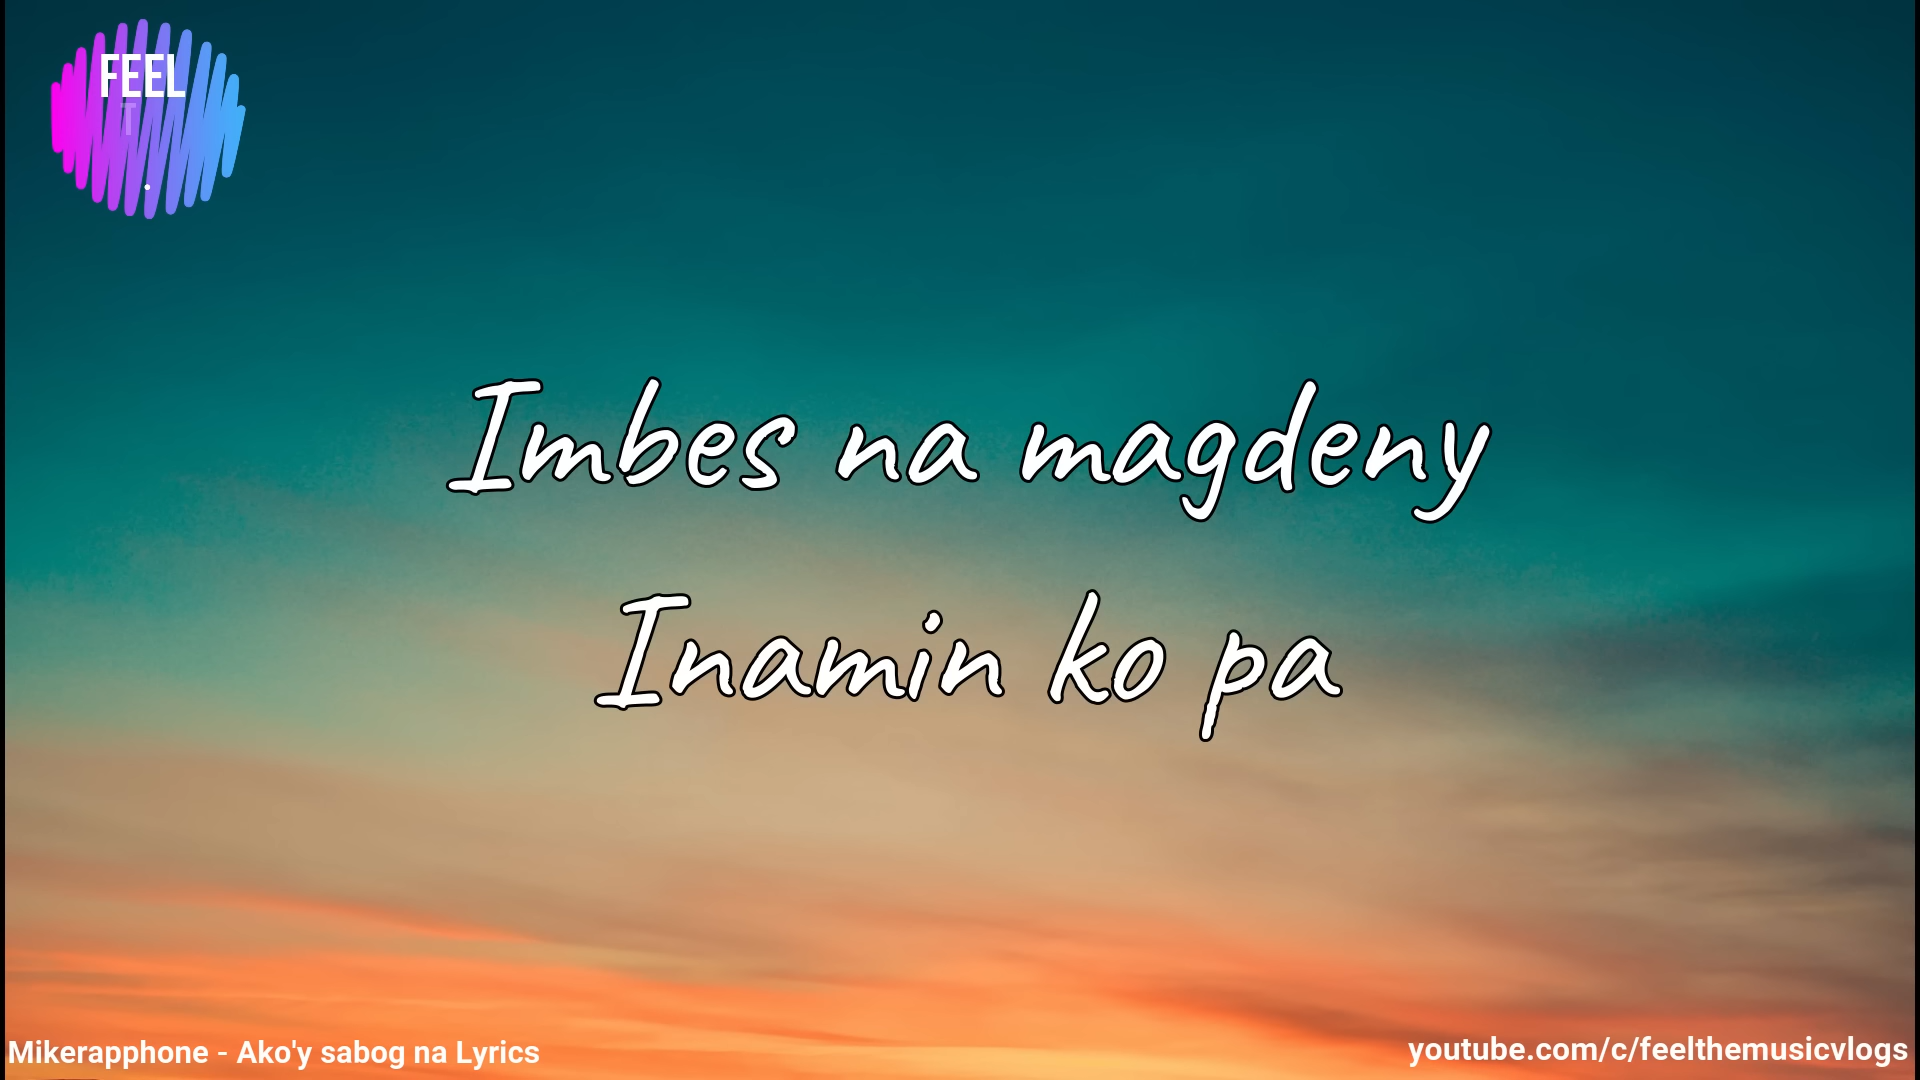 FEEL
T
Imbes na magdeny
Inamin ko pa
Mikerapphone - Ako'y sabog na Lyrics
youtube.com/c/feelthemusicvlogs